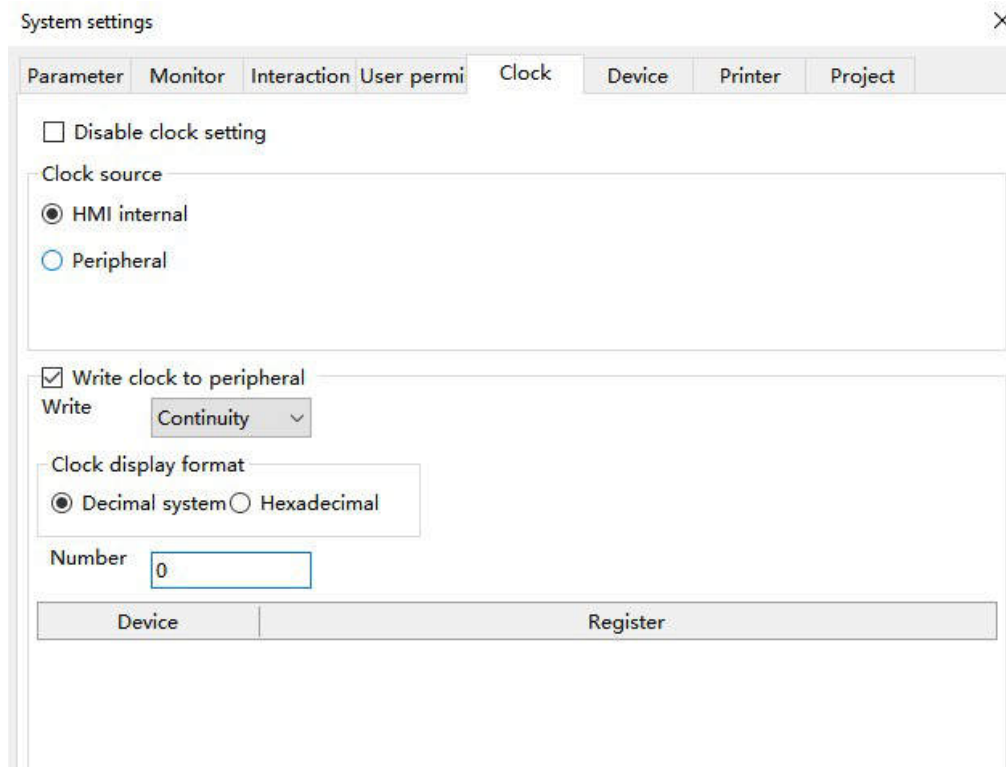 System settings
Parameter Monitor Interaction User permi Clock Device Printer Project
Disable clock setting
Clock source
HMI internal
Peripheral
Write clock to peripheral
Write Continuity
Clock display format
Decimal system Hexadecimal
Number 0
Device Register